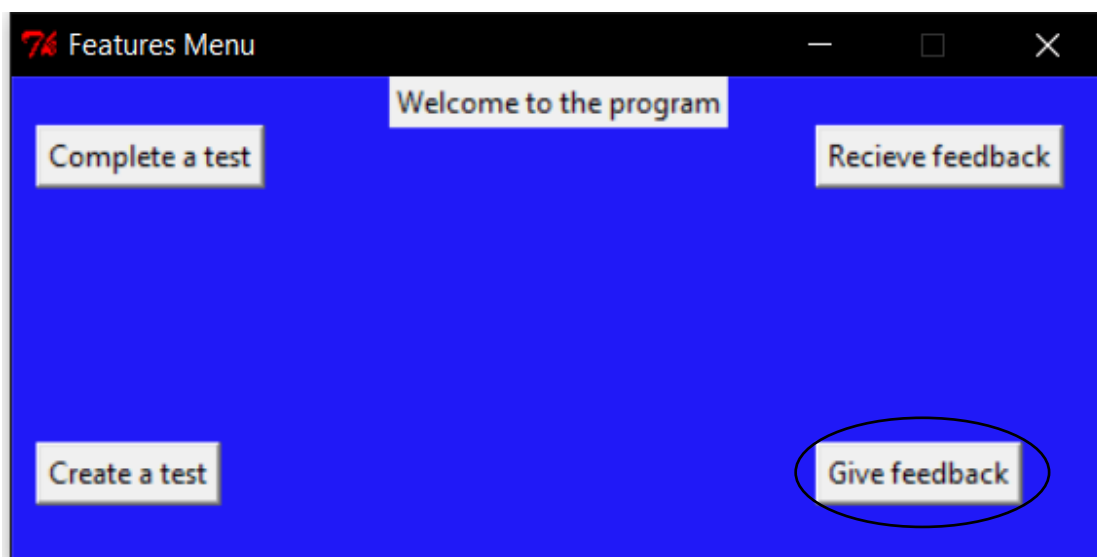 Features Menu
Welcome to the program
Complete a test
Recieve feedback
Create a test
Give feedback